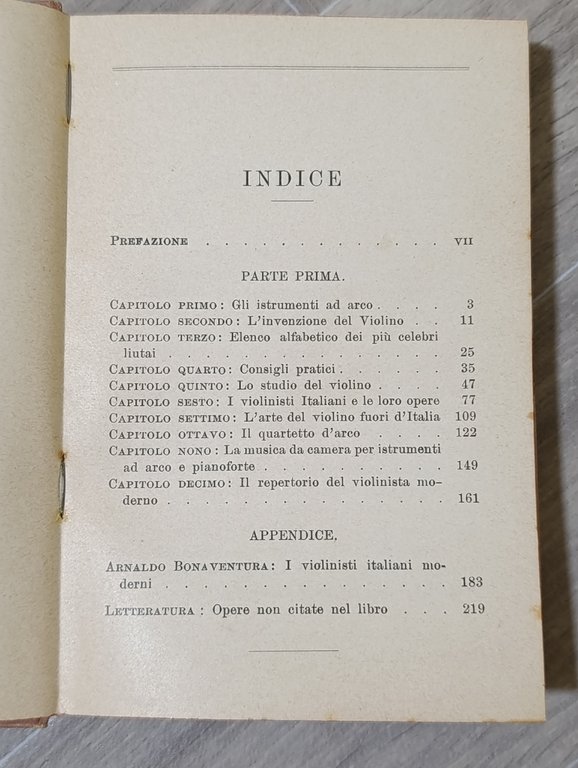 INDICE
PREFAZIONE . . . . . . . . . . . . . VII
PARTE PRIMA.
CAPITOLO PRIMO: Gli istrumenti ad arco . . . . 3
CAPITOLO SECONDO: L'invenzione del Violino . . 11
CAPITOLO TERZO: Elenco alfabetico dei più celebri
liutai . . . . . . . . . . . . . . 25
CAPITOLO QUARTO: Consigli pratici . . . . . . 35
CAPITOLO QUINTO: Lo studio del violino . . . . 47
CAPITOLO SESTO: I violinisti Italiani e le loro opere 77
CAPITOLO SETTIMO: L'arte del violino fuori d'Italia 109
CAPITOLO OTTAVO: Il quartetto d'arco . . . . 122
CAPITOLO NONO: La musica da camera per istrumenti
ad arco e pianoforte . . . . . . . . . . 149
CAPITOLO DECIMO: Il repertorio del violinista mo-
derno . . . . . . . . . . . . . . . 161
APPENDICE.
ARNALDO BONAVENTURA: I violinisti italiani mo-
derni . . . . . . . . . . . . . . . 183
LETTERATURA: Opere non citate nel libro . . . 219